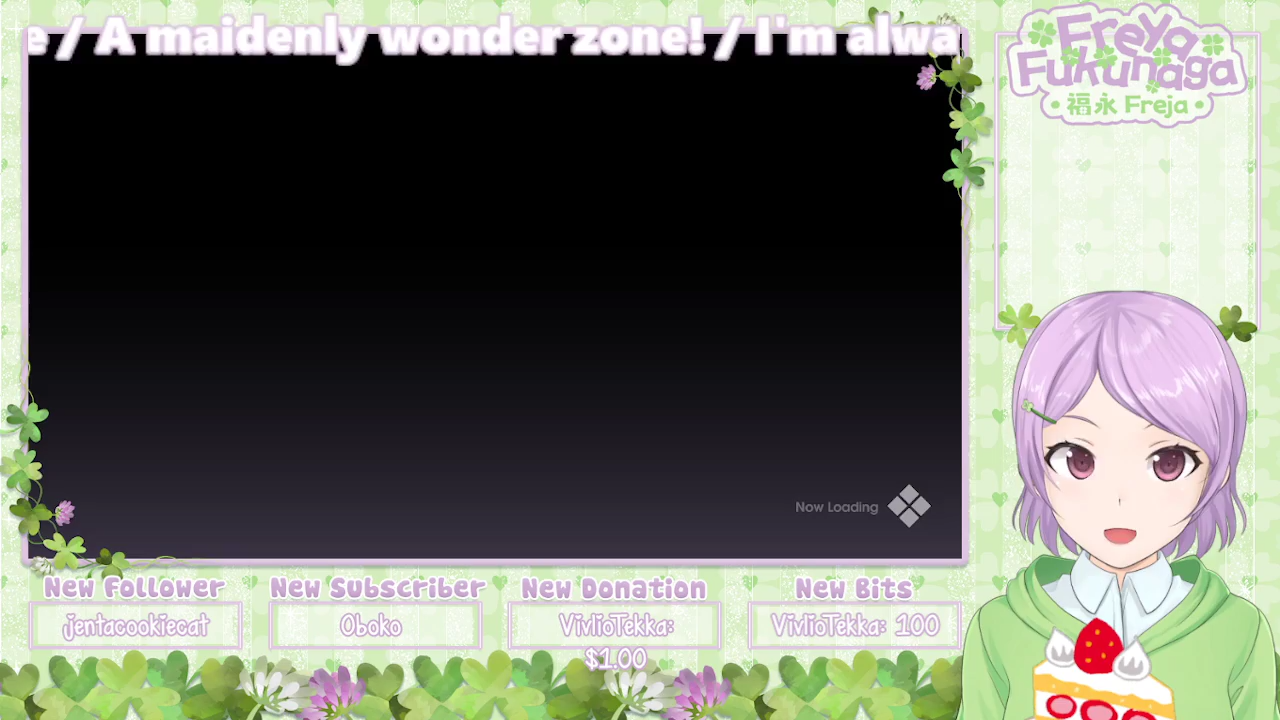 e / A maidenly wonder zone! / I'm alwa
Freya
Fukunaga
• 福永 Freja •
Now Loading
New Follower
jentacookiecat
New Subscriber
Oboko
New Donation
VivlioTekka:
$1.00
New Bits
VivlioTekka: 100